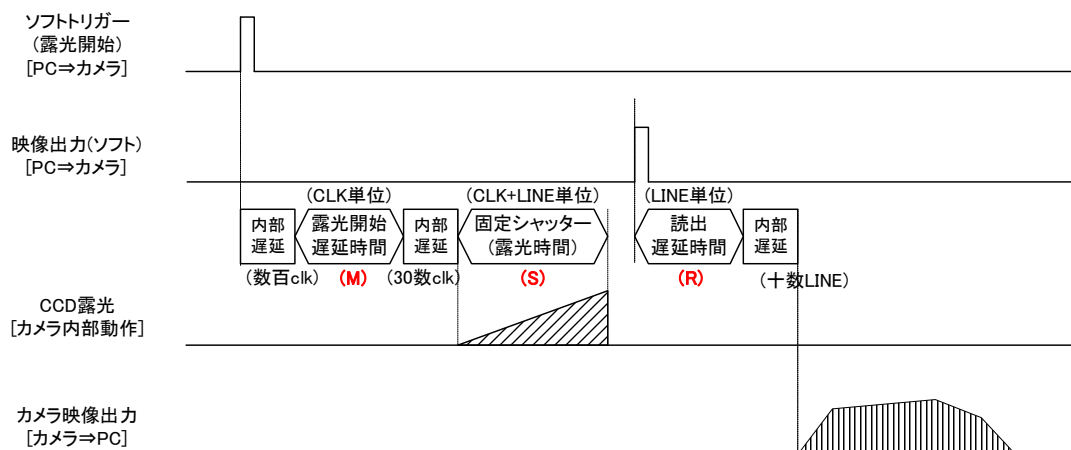 ソフトトリガー
(露光開始)
[PC⇒カメラ]
映像出力(ソフト)
[PC⇒カメラ]
(CLK単位)
(CLK+LINE単位)
(LINE単位)
内部
遅延
露光開始
遅延時間
内部
遅延
固定シャッター
(露光時間)
読出
遅延時間
内部
遅延
(数百clk)
(M)
(30数clk)
(S)
(R)
(十数LINE)
CCD露光
[カメラ内部動作]
カメラ映像出力
[カメラ⇒PC]